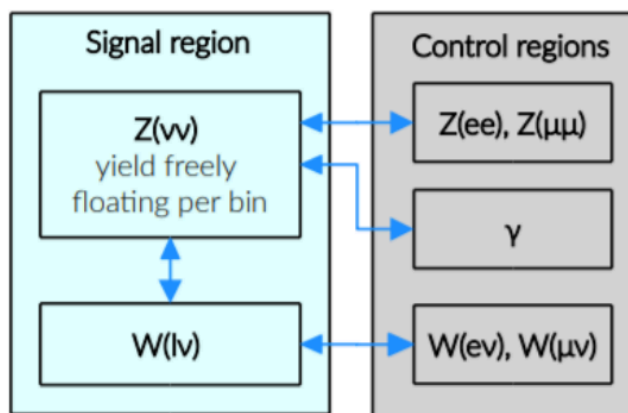 Signal region
Z(νν)
yield freely
floating per bin
W(lν)
Control regions
Z(ee), Z(μμ)
γ
W(eν), W(μν)